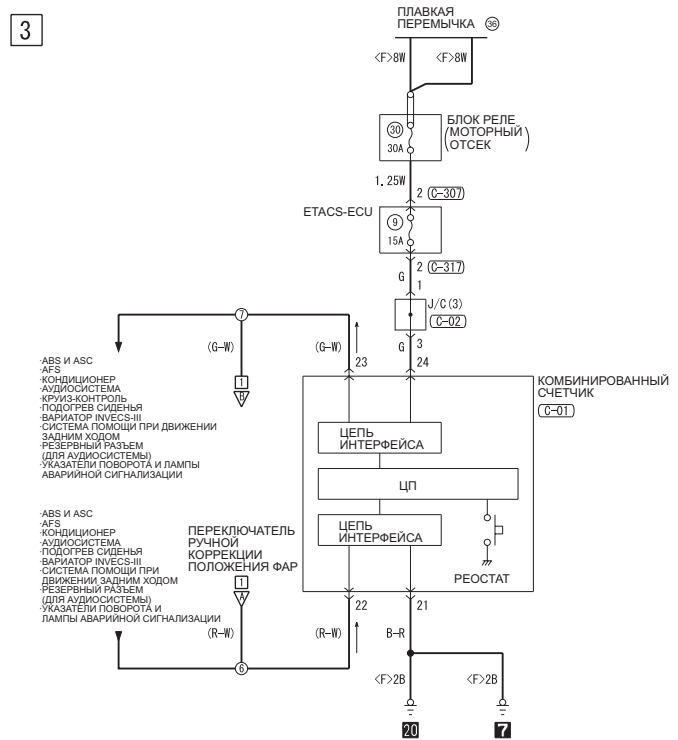 3
ПЛАВКАЯ
ПЕРЕМЫЧКА 36
<F>8W
<F>8W
30
30A
БЛОК РЕЛЕ
(МОТОРНЫЙ
ОТСЕК)
1.25W
2 (C-307)
ETACS-ECU
9
15A
2 (C-317)
G
1
J/C(3)
(C-02)
7
(G-W)
(G-W)
G
3
23
24
1
B
·ABS И ASC
·AFS
·КОНДИЦИОНЕР
·АУДИОСИСТЕМА
·КРУИЗ-КОНТРОЛЬ
·ПОДОГРЕВ СИДЕНЬЯ
·ВАРИАТОР INVECS-III
·СИСТЕМА ПОМОЩИ ПРИ ДВИЖЕНИИ
ЗАДНИМ ХОДОМ
·РЕЗЕРВНЫЙ РАЗЪЕМ
(ДЛЯ АУДИОСИСТЕМЫ)
·УКАЗАТЕЛИ ПОВОРОТА И ЛАМПЫ
АВАРИЙНОЙ СИГНАЛИЗАЦИИ
КОМБИНИРОВАННЫЙ
СЧЕТЧИК
(C-01)
ЦЕПЬ
ИНТЕРФЕЙСА
ЦП
ЦЕПЬ
ИНТЕРФЕЙСА
РЕОСТАТ
·ABS И ASC
·AFS
·КОНДИЦИОНЕР
·АУДИОСИСТЕМА
·ПОДОГРЕВ СИДЕНЬЯ
·ВАРИАТОР INVECS-III
·СИСТЕМА ПОМОЩИ ПРИ
ДВИЖЕНИИ ЗАДНИМ ХОДОМ
·РЕЗЕРВНЫЙ РАЗЪЕМ
(ДЛЯ АУДИОСИСТЕМЫ)
·УКАЗАТЕЛИ ПОВОРОТА И
ЛАМПЫ АВАРИЙНОЙ СИГНАЛИЗАЦИИ
ПЕРЕКЛЮЧАТЕЛЬ
РУЧНОЙ
КОРРЕКЦИИ
ПОЛОЖЕНИЯ ФАР
1
A
22
21
(R-W)
(R-W)
B-R
6
<F>2B
<F>2B
20
7